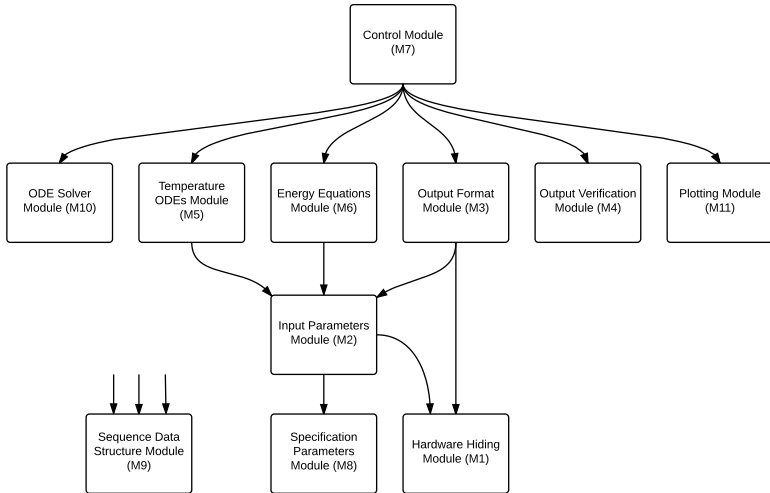 Control Module
(M7)
ODE Solver
Module (M10)
Temperature
ODEs Module
(M5)
Energy Equations
Module (M6)
Output Format
Module (M3)
Output Verification
Module (M4)
Plotting Module
(M11)
Input Parameters
Module (M2)
Sequence Data
Structure Module
(M9)
Specification
Parameters
Module (M8)
Hardware Hiding
Module (M1)